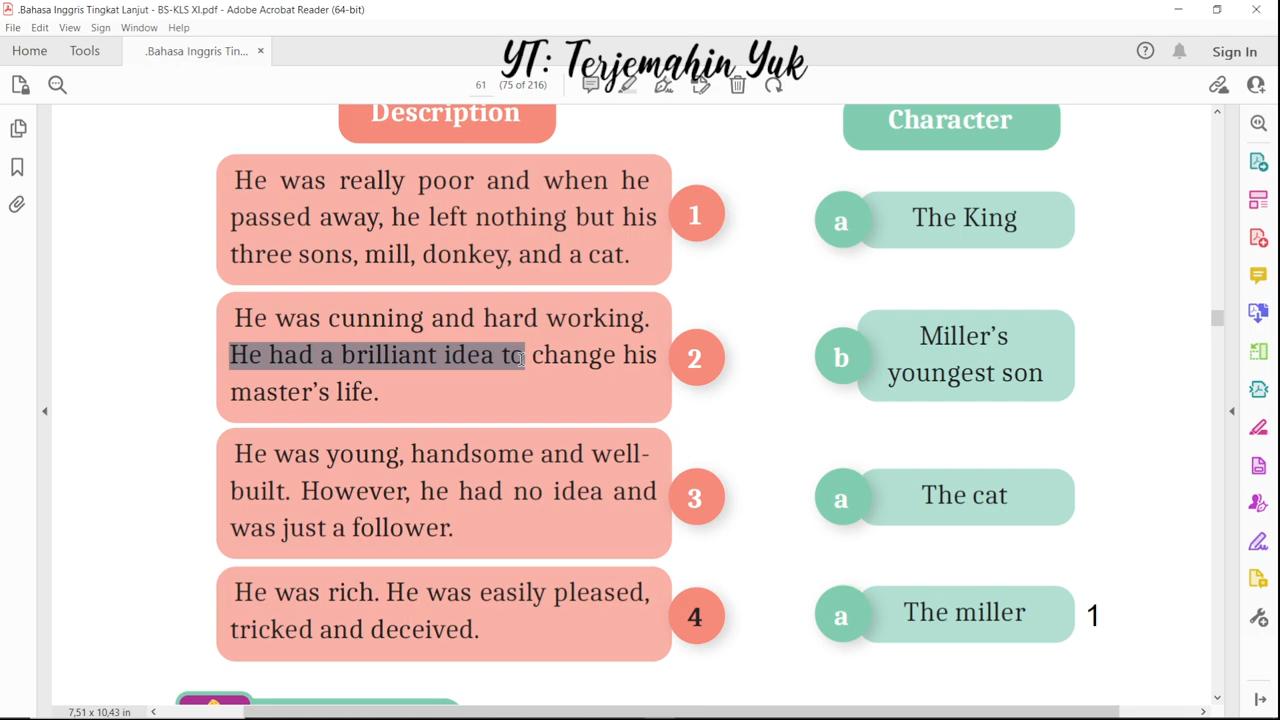 .Bahasa Inggris Tingkat Lanjut - BS-KLS XI.pdf - Adobe Acrobat Reader (64-bit)
File Edit View Sign Window Help
Home Tools .Bahasa Inggris Tin... × Sign In
YT: Terjemahin Yuk
61 (75 of 216)
Description
Character
He was really poor and when he
passed away, he left nothing but his
three sons, mill, donkey, and a cat.
1
a
The King
He was cunning and hard working.
He had a brilliant idea to change his
master's life.
2
b
Miller's
youngest son
He was young, handsome and well-
built. However, he had no idea and
was just a follower.
3
a
The cat
He was rich. He was easily pleased,
tricked and deceived.
4
a
The miller
1
7,51 x 10,43 in